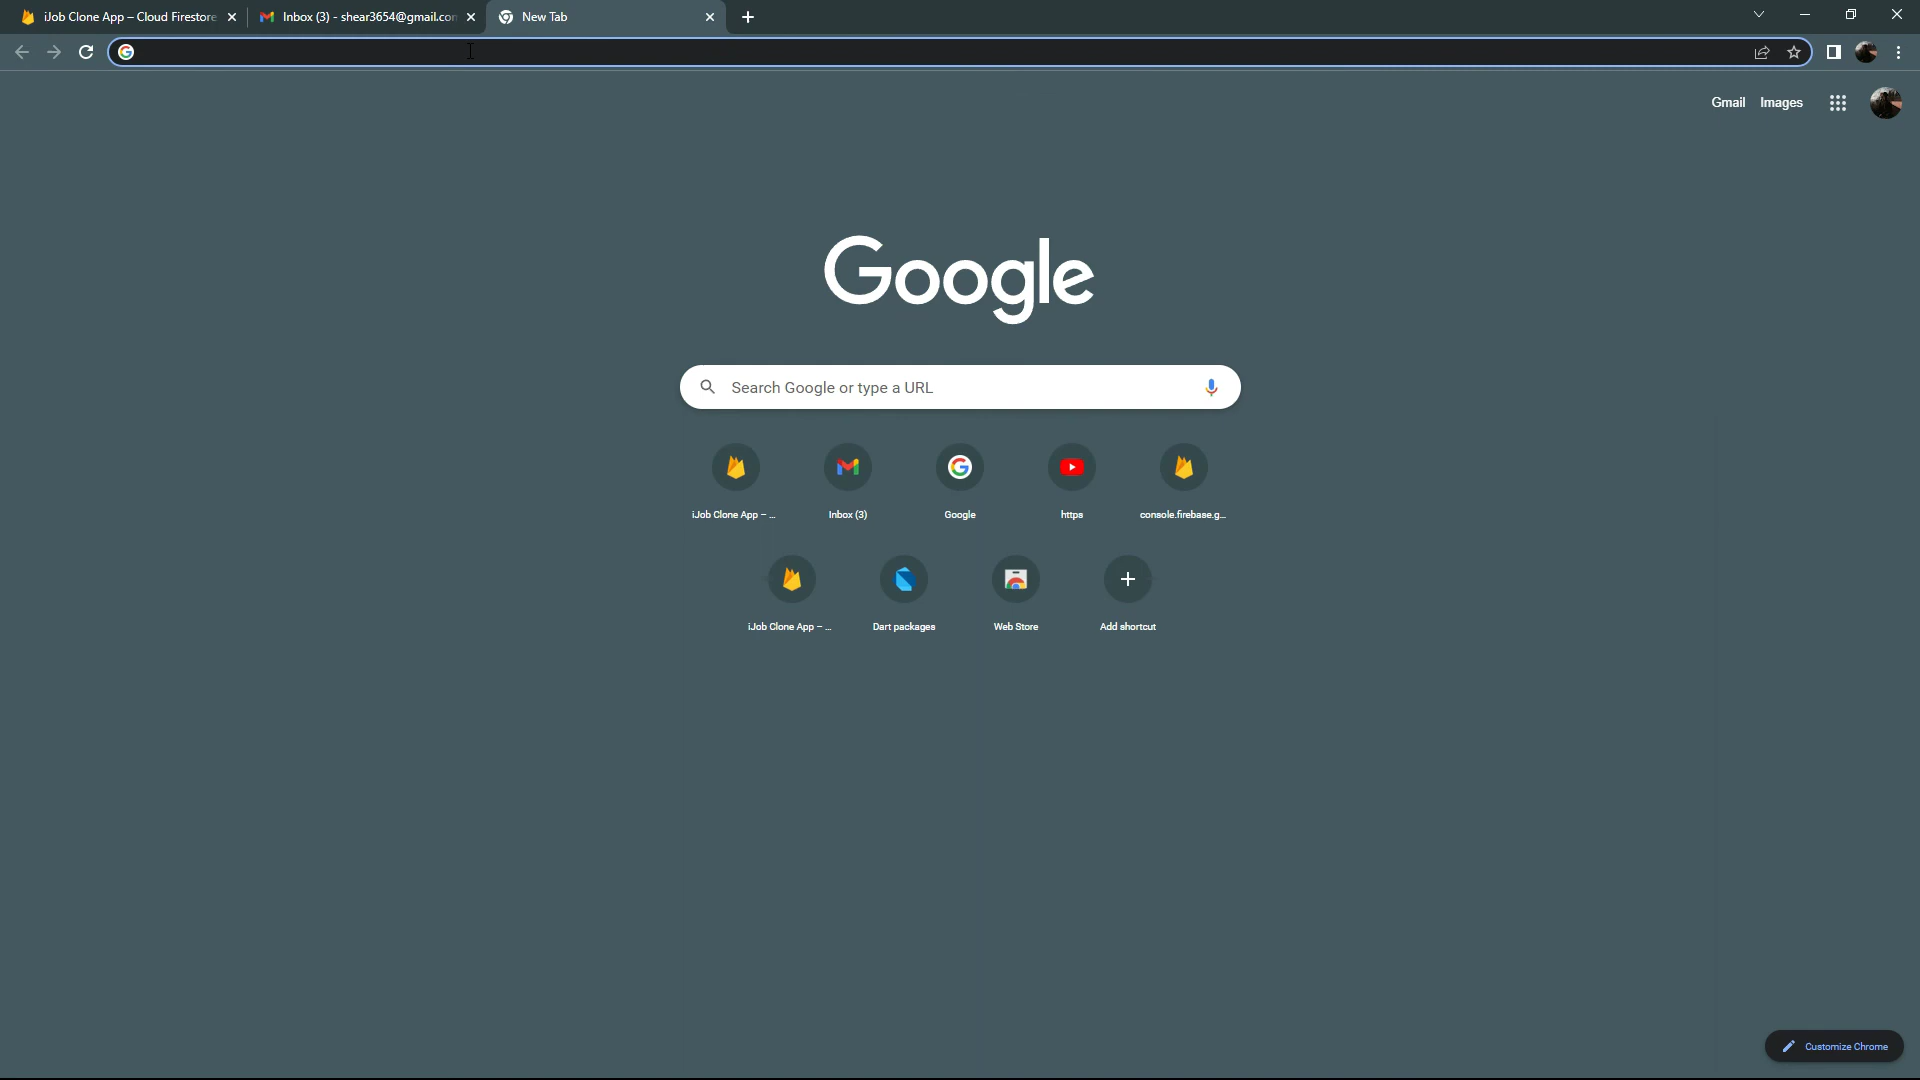 iJob Clone App – Cloud Firestore
Inbox (3) - shear3654@gmail.com
New Tab
Gmail Images
Google
Search Google or type a URL
iJob Clone App – ...
Inbox (3)
Google
https
console.firebase.g...
iJob Clone App – ...
Dart packages
Web Store
Add shortcut
Customize Chrome